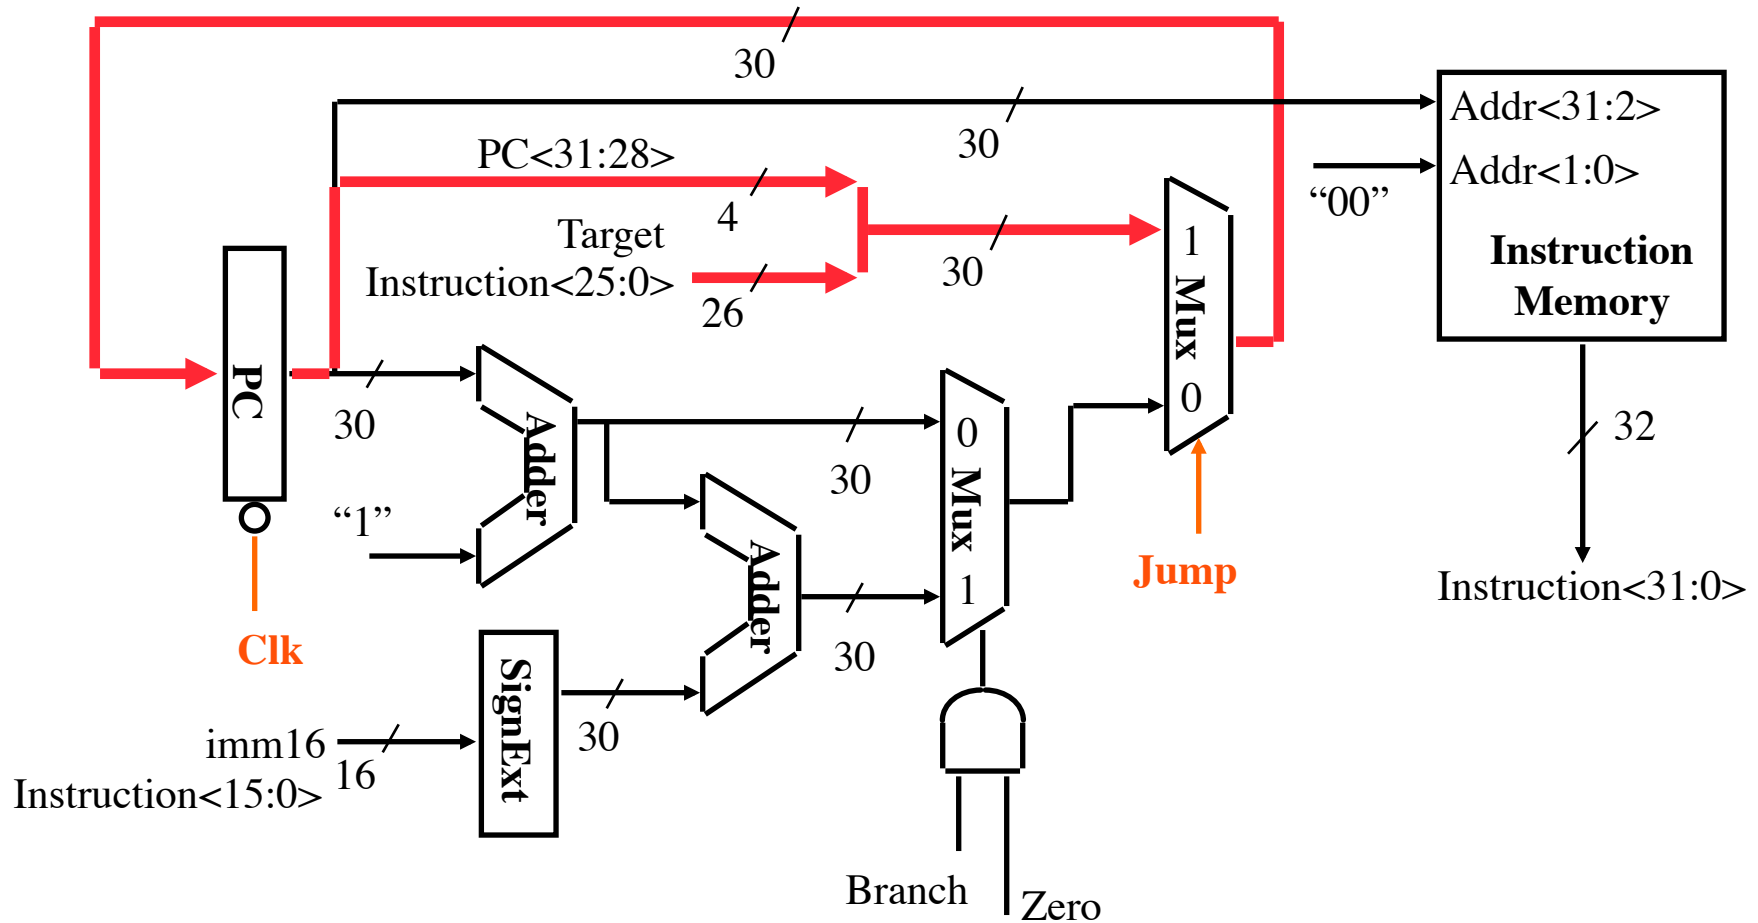 30
Addr<31:2>
30
PC<31:28>
Addr<1:0>
“00”
4
Target
1
Instruction
Instruction<25:0>
30
26
Memory
Mux
PC
0
30
Adder
32
0
30
Mux
“1”
Adder
Jump
1
Instruction<31:0>
Clk
30
SignExt
30
imm16
16
Instruction<15:0>
Branch
Zero